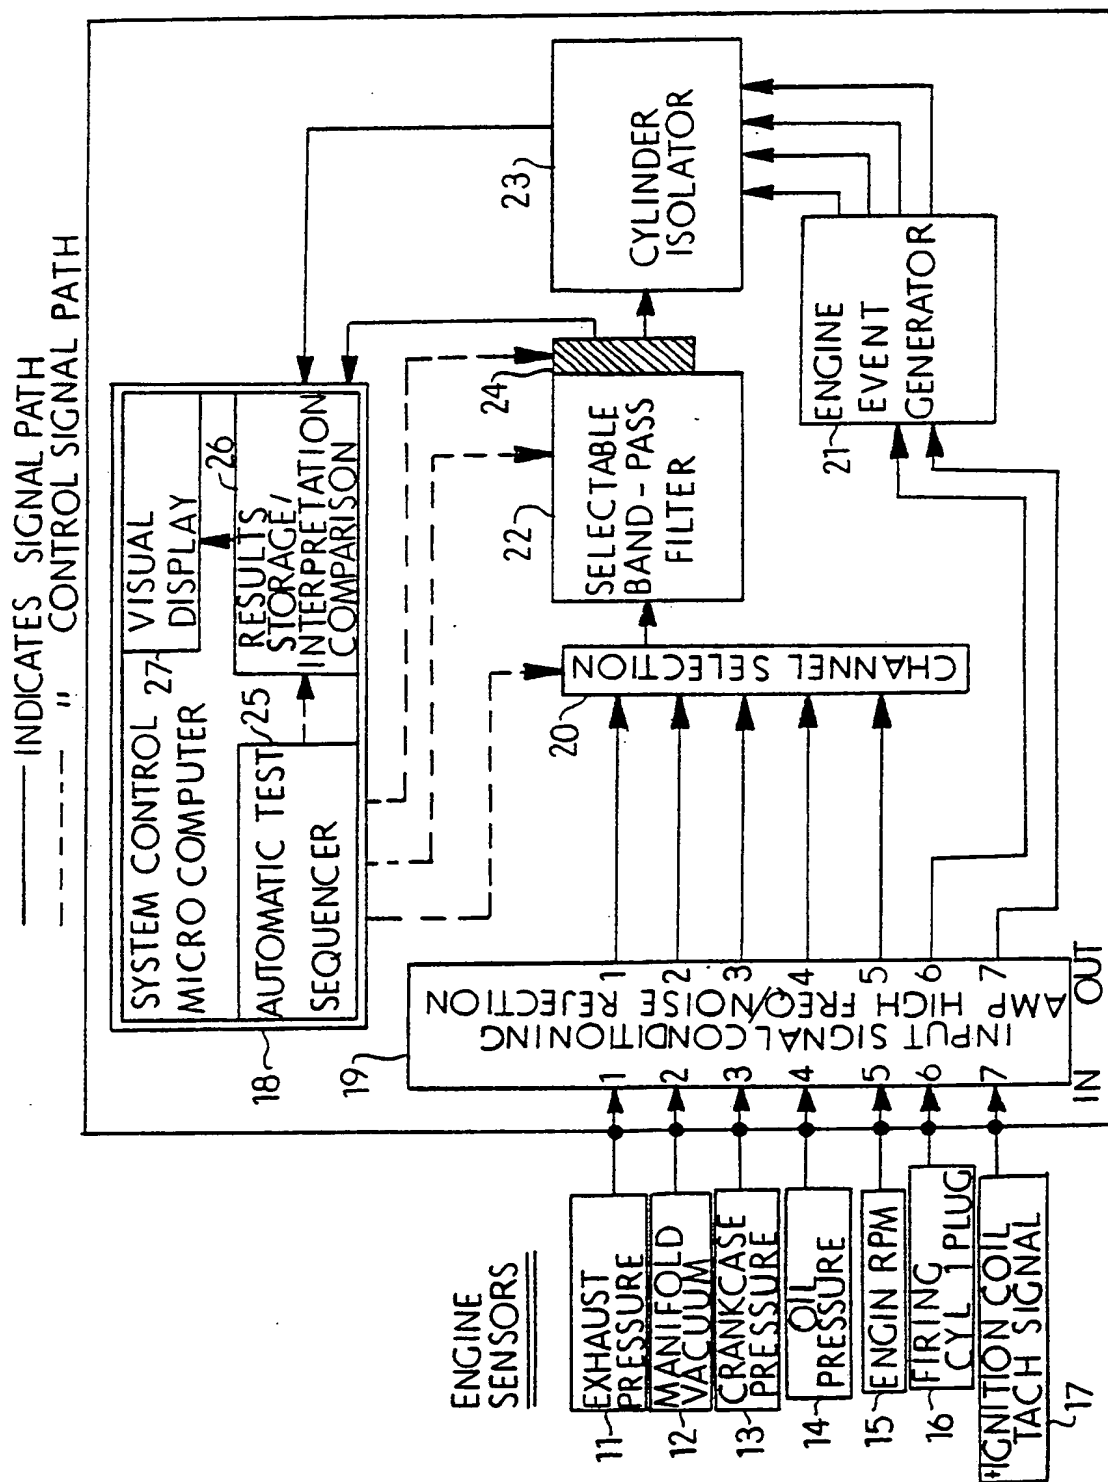 —— INDICATES SIGNAL PATH
–––– " CONTROL SIGNAL PATH
ENGINE
SENSORS
EXHAUST
PRESSURE
11
MANIFOLD
VACUUM
12
CRANKCASE
PRESSURE
13
OIL
PRESSURE
14
ENGIN RPM
15
FIRING
CYL 1 PLUG
16
+IGNITION COIL
TACH SIGNAL
17
18
SYSTEM CONTROL
MICRO COMPUTER
27
VISUAL
DISPLAY
AUTOMATIC TEST
SEQUENCER
25
26
RESULTS
STORAGE/
INTERPRETATION
COMPARISON
19
INPUT SIGNAL CONDITIONING
AMP HIGH FREQ/NOISE REJECTION
1 2 3 4 5 6 7
IN
1 2 3 4 5 6 7
OUT
20
CHANNEL SELECTION
22
SELECTABLE
BAND-PASS
FILTER
24
23
CYLINDER
ISOLATOR
21
ENGINE
EVENT
GENERATOR